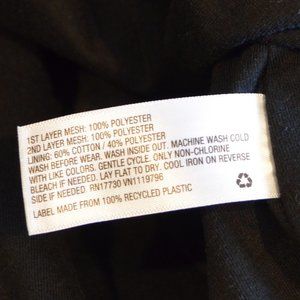 1ST LAYER MESH: 100% POLYESTER
2ND LAYER MESH: 100% POLYESTER
LINING: 60% COTTON / 40% POLYESTER
WASH BEFORE WEAR. WASH INSIDE OUT. MACHINE WASH COLD
WITH LIKE COLORS. GENTLE CYCLE. ONLY NON-CHLORINE
BLEACH IF NEEDED. LAY FLAT TO DRY. COOL IRON ON REVERSE
SIDE IF NEEDED. RN17730 VN1119796
LABEL MADE FROM 100% RECYCLED PLASTIC